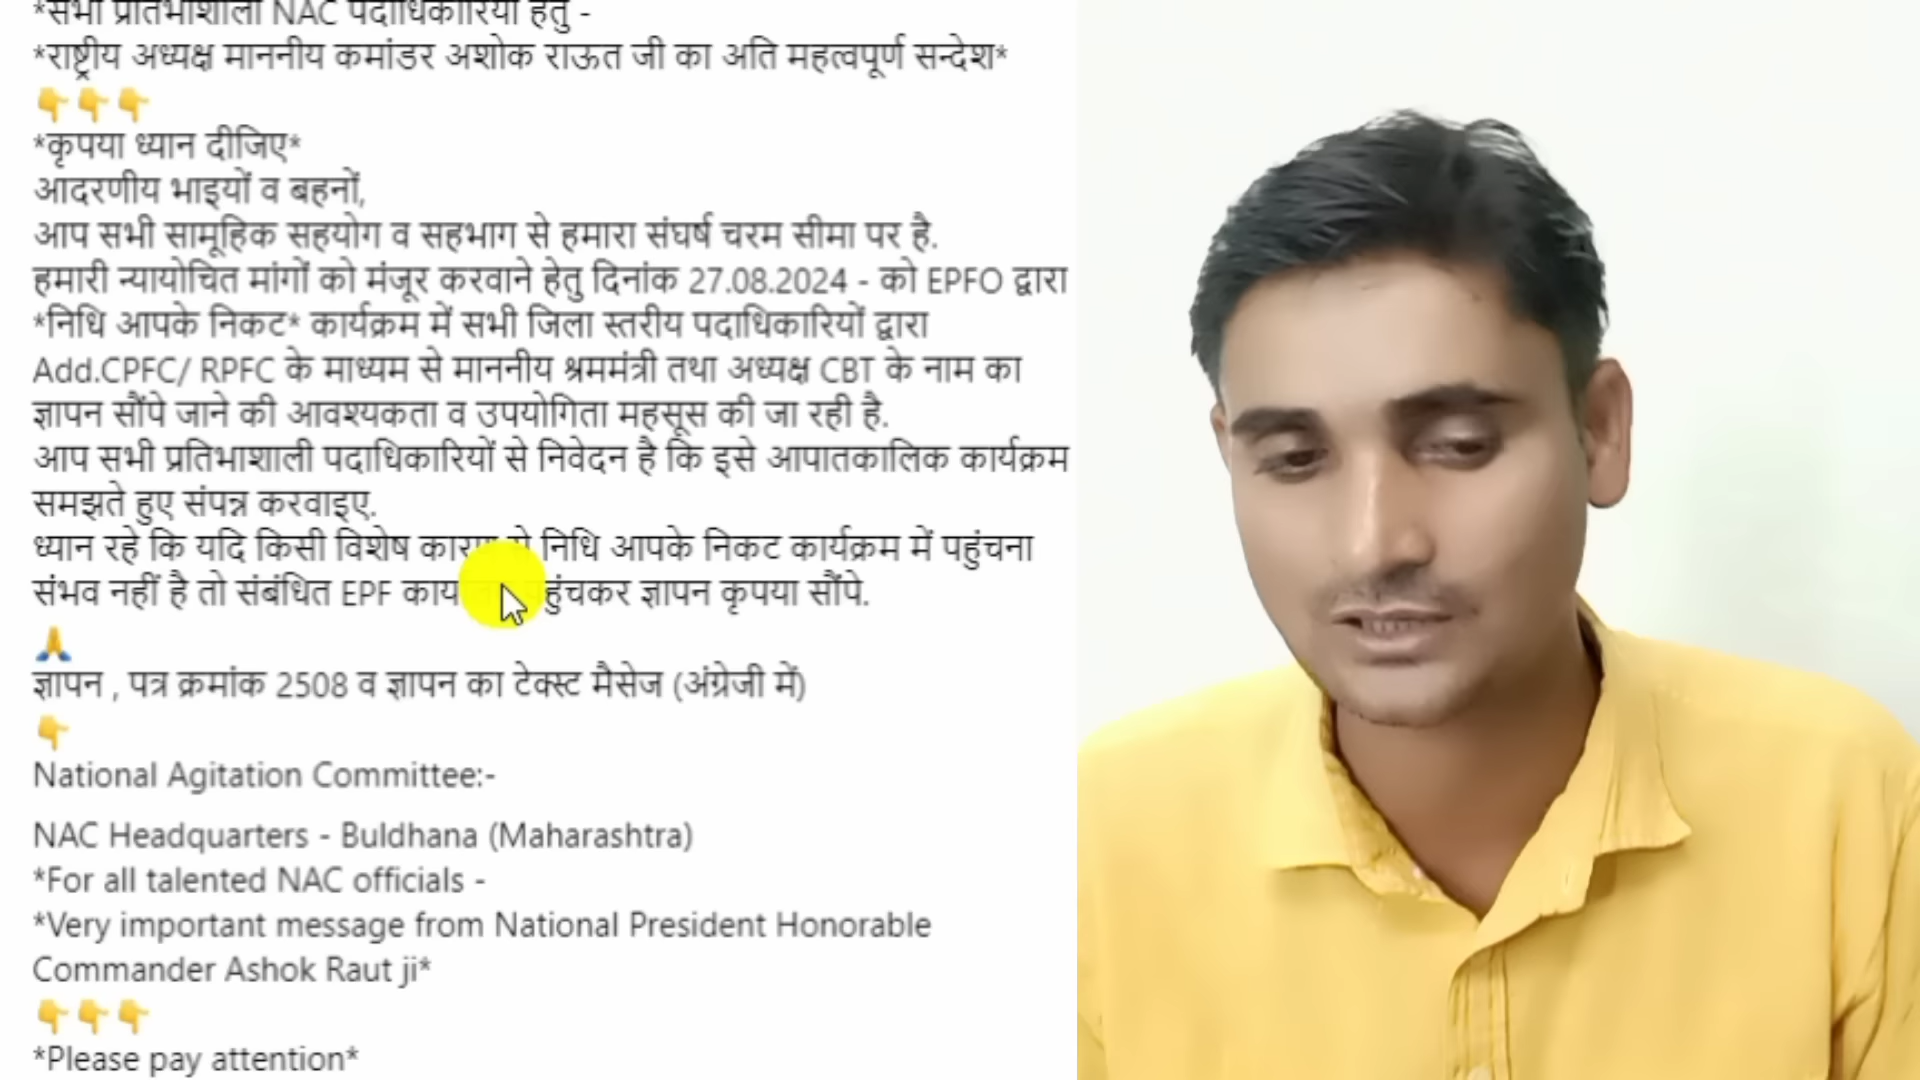 *सभी प्रतिभाशाली NAC पदाधिकारियों हेतु -
*राष्ट्रीय अध्यक्ष माननीय कमांडर अशोक राऊत जी का अति महत्वपूर्ण सन्देश*
👇👇👇
*कृपया ध्यान दीजिए*
आदरणीय भाइयों व बहनों,
आप सभी सामूहिक सहयोग व सहभाग से हमारा संघर्ष चरम सीमा पर है.
हमारी न्यायोचित मांगों को मंजूर करवाने हेतु दिनांक 27.08.2024 - को EPFO द्वारा
*निधि आपके निकट* कार्यक्रम में सभी जिला स्तरीय पदाधिकारियों द्वारा
Add.CPFC/ RPFC के माध्यम से माननीय श्रममंत्री तथा अध्यक्ष CBT के नाम का
ज्ञापन सौंपे जाने की आवश्यकता व उपयोगिता महसूस की जा रही है.
आप सभी प्रतिभाशाली पदाधिकारियों से निवेदन है कि इसे आपातकालिक कार्यक्रम
समझते हुए संपन्न करवाइए.
ध्यान रहे कि यदि किसी विशेष निधि आपके निकट कार्यक्रम में पहुंचना
संभव नहीं है तो संबंधित EPF ज्ञापन कृपया सौंपे.
🙏
ज्ञापन , पत्र क्रमांक 2508 व ज्ञापन का टेक्स्ट मैसेज (अंग्रेजी में)
👇
National Agitation Committee:-
NAC Headquarters - Buldhana (Maharashtra)
*For all talented NAC officials -
*Very important message from National President Honorable
Commander Ashok Raut ji*
👇👇👇
*Please pay attention*